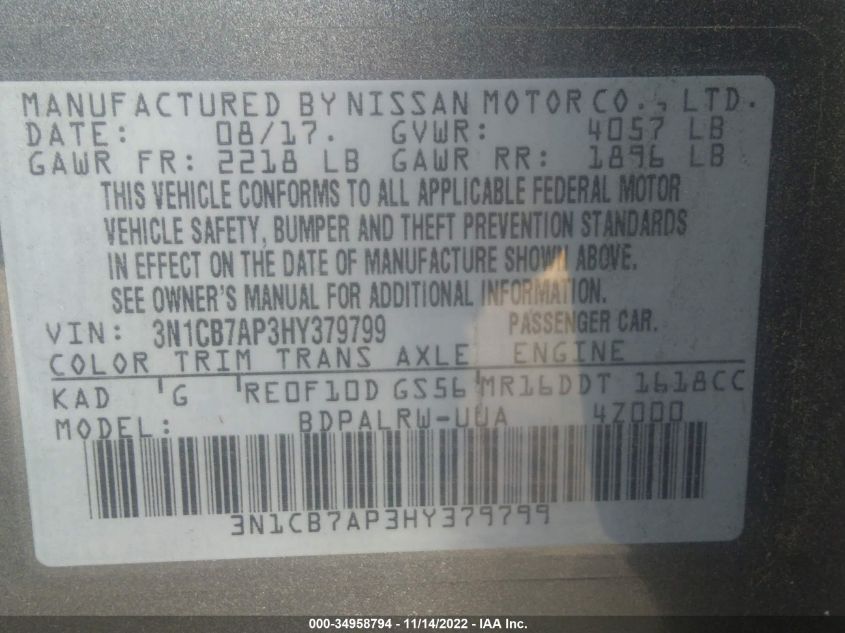 MANUFACTURED BY NISSAN MOTOR CO., LTD.
DATE: 08/17. GVWR: 4057 LB
GAWR FR: 2218 LB GAWR RR: 1896 LB
THIS VEHICLE CONFORMS TO ALL APPLICABLE FEDERAL MOTOR
VEHICLE SAFETY, BUMPER AND THEFT PREVENTION STANDARDS
IN EFFECT ON THE DATE OF MANUFACTURE SHOWN ABOVE.
SEE OWNER'S MANUAL FOR ADDITIONAL INFORMATION.
VIN: 3N1CB7AP3HY379799 PASSENGER CAR.
COLOR TRIM TRANS AXLE ENGINE
KAD G RE0F10D GS56 MR16DDT 1618CC
MODEL: BDPALRW-UUA 4Z000
3N1CB7AP3HY379799
000-34958794 - 11/14/2022 - IAA Inc.